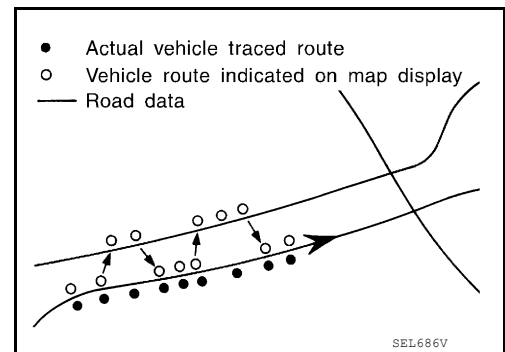 Actual vehicle traced route
Vehicle route indicated on map display
Road data
SEL686V